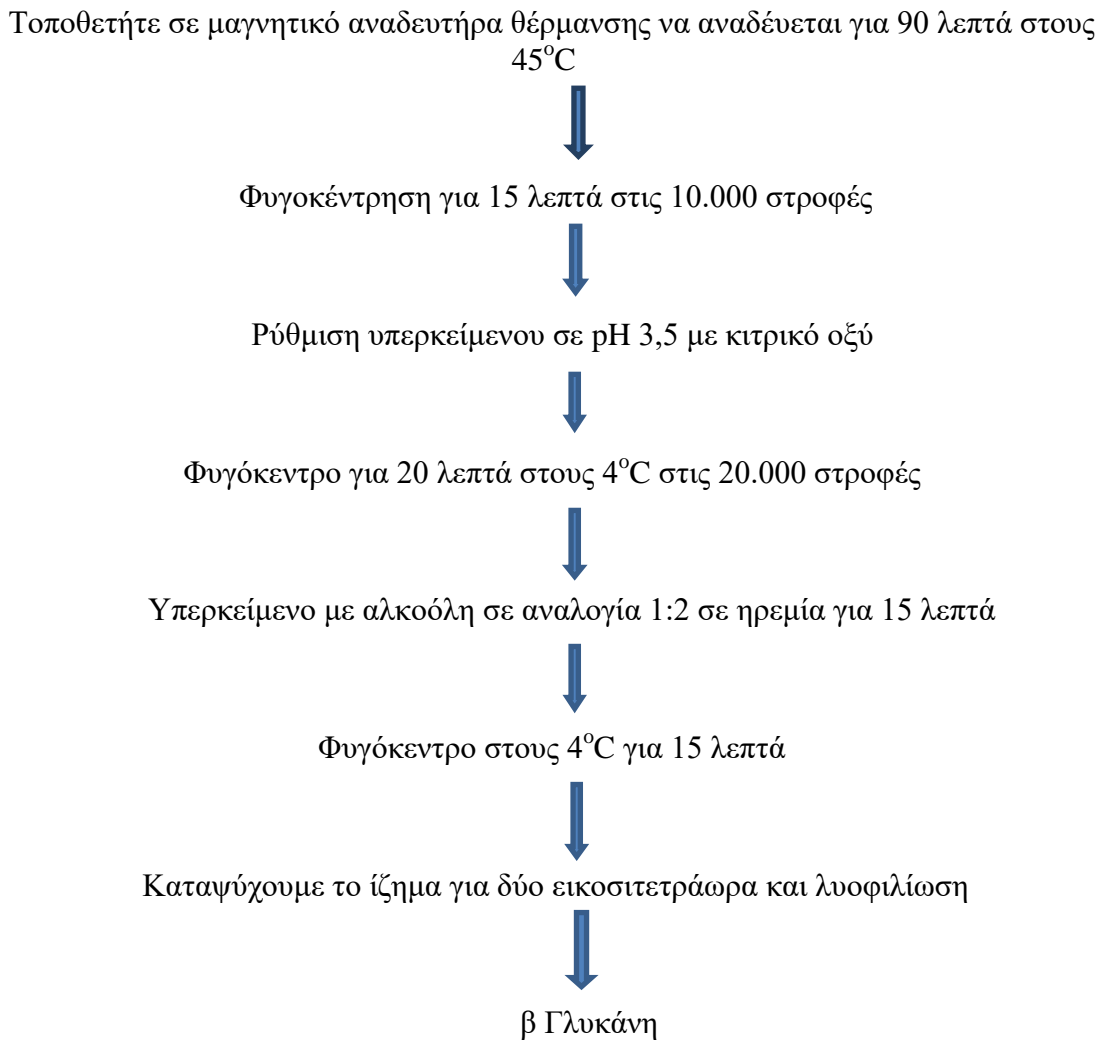 Τοποθετήτε σε μαγνητικό αναδευτήρα θέρμανσης να αναδέυεται για 90 λεπτά στους
45°C
Φυγοκέντρηση για 15 λεπτά στις 10.000 στροφές
Ρύθμιση υπερκείμενου σε pH 3,5 με κιτρικό οξύ
Φυγόκεντρο για 20 λεπτά στους 4°C στις 20.000 στροφές
Υπερκείμενο με αλκοόλη σε αναλογία 1:2 σε ηρεμία για 15 λεπτά
Φυγόκεντρο στους 4°C για 15 λεπτά
Καταψύχουμε το ίζημα για δύο εικοσιτετράωρα και λυοφιλίωση
β Γλυκάνη